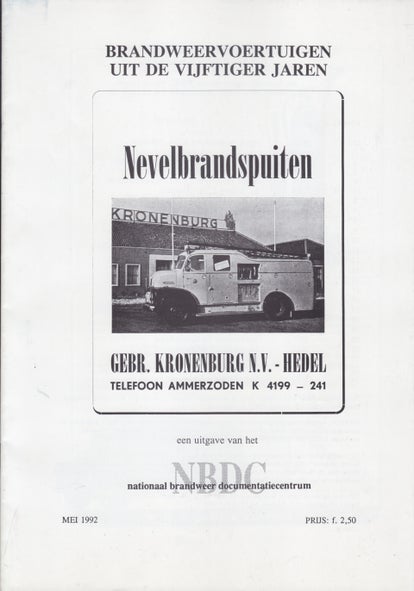 BRANDWEERVOERTUIGEN
UIT DE VIJFTIGER JAREN
Nevelbrandspuiten
KRONENBURG
GEBR. KRONENBURG N.V. - HEDEL
TELEFOON AMMERZODEN K 4199 – 241
een uitgave van het
NBDC
nationaal brandweer documentatiecentrum
MEI 1992 PRIJS: f. 2,50